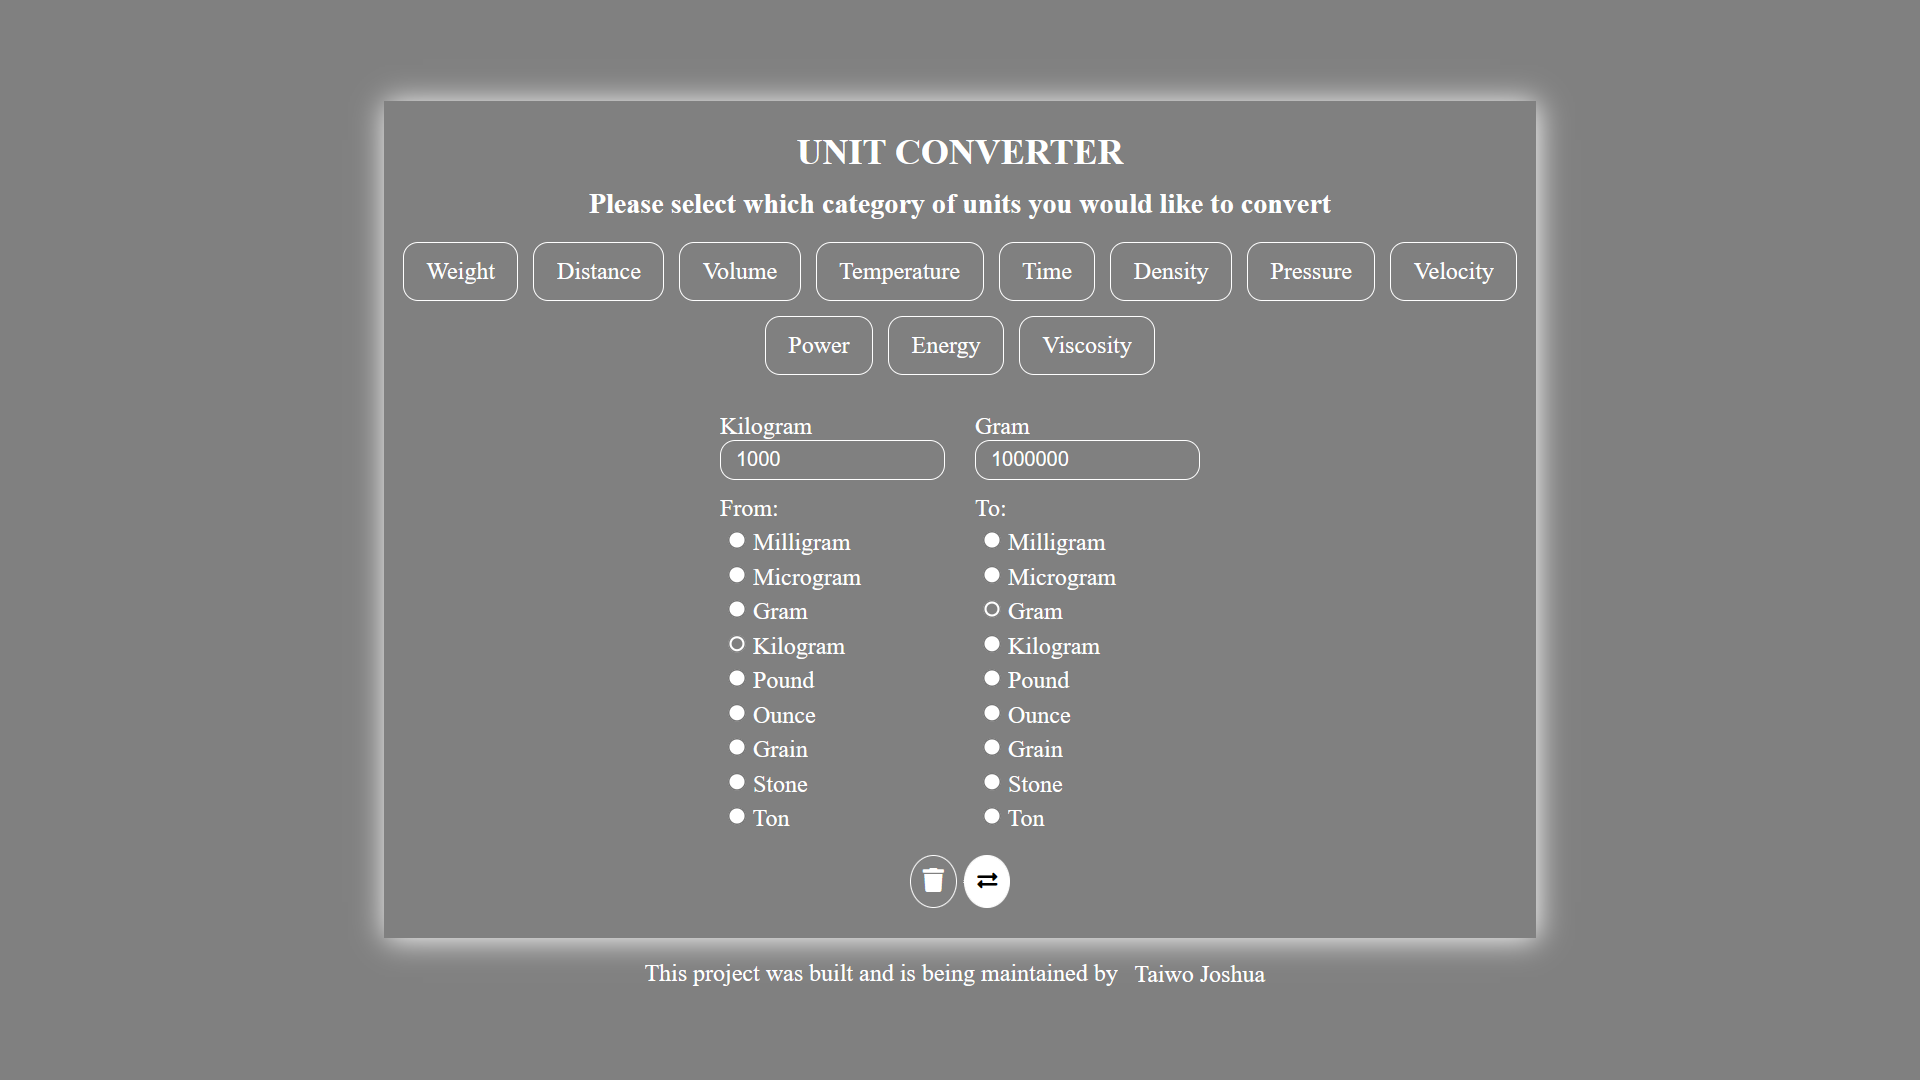 UNIT CONVERTER
Please select which category of units you would like to convert
Weight Distance Volume Temperature Time Density Pressure Velocity
Power Energy Viscosity
Kilogram Gram
1000 1000000
From: To:
Milligram Milligram
Microgram Microgram
Gram Gram
Kilogram Kilogram
Pound Pound
Ounce Ounce
Grain Grain
Stone Stone
Ton Ton
This project was built and is being maintained by Taiwo Joshua